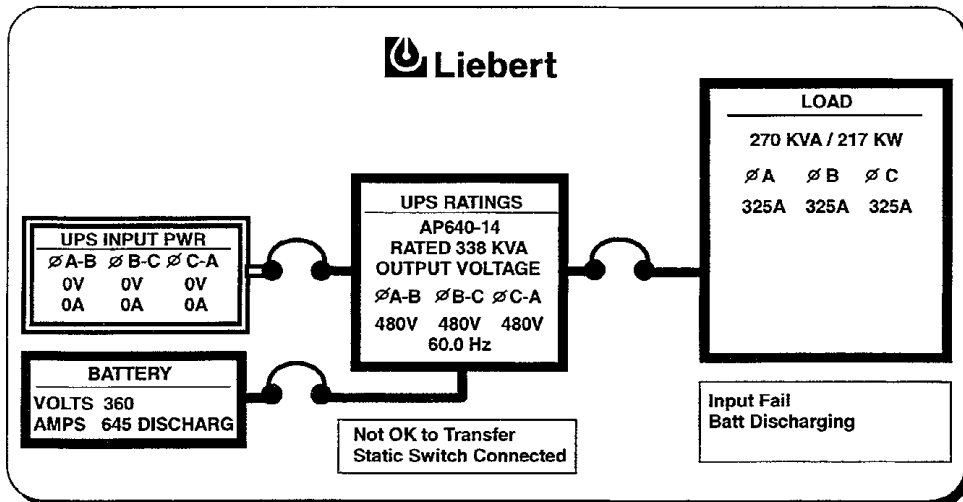 Liebert
UPS INPUT PWR
ØA-B ØB-C ØC-A
0V 0V 0V
0A 0A 0A
BATTERY
VOLTS 360
AMPS 645 DISCHARG
UPS RATINGS
AP640-14
RATED 338 KVA
OUTPUT VOLTAGE
ØA-B ØB-C ØC-A
480V 480V 480V
60.0 Hz
Not OK to Transfer
Static Switch Connected
LOAD
270 KVA / 217 KW
ØA ØB ØC
325A 325A 325A
Input Fail
Batt Discharging